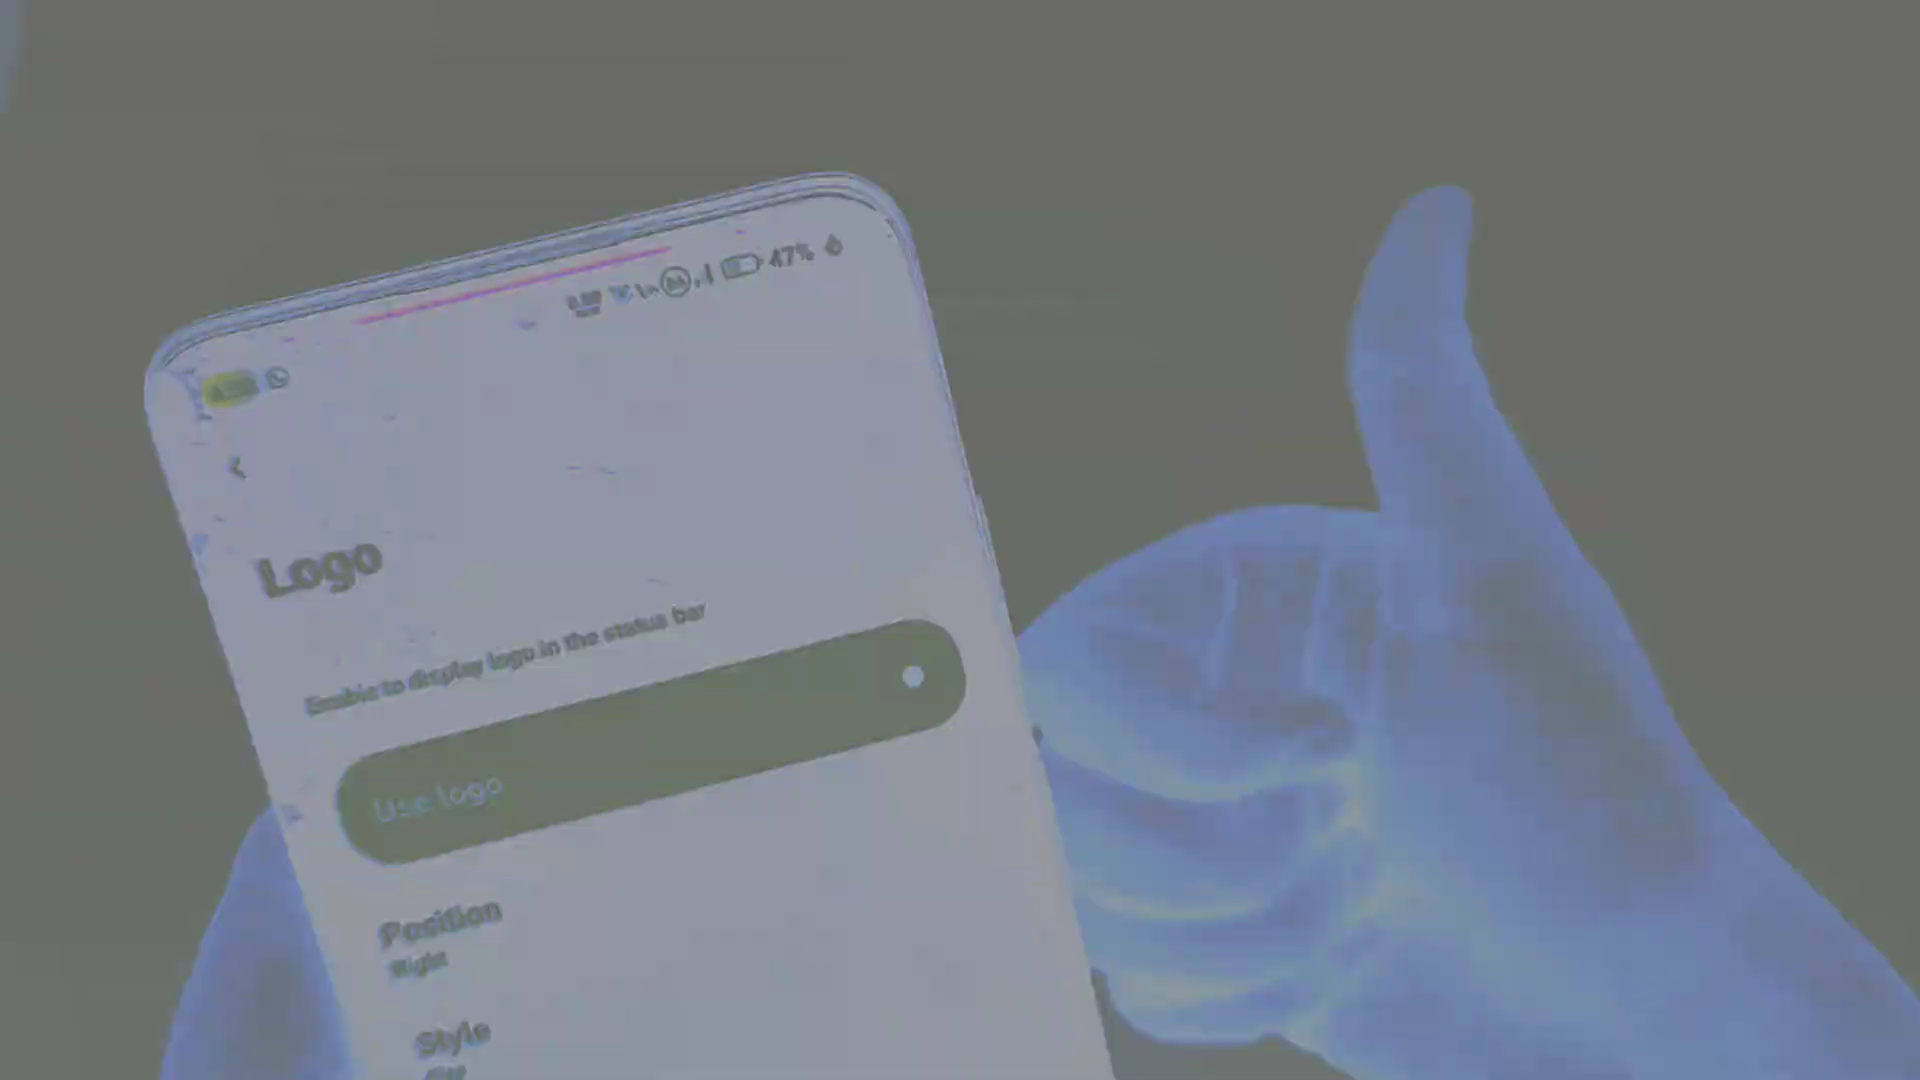 47%
Logo
Enable to display logo in the status bar
Use logo
Position
Right
Style